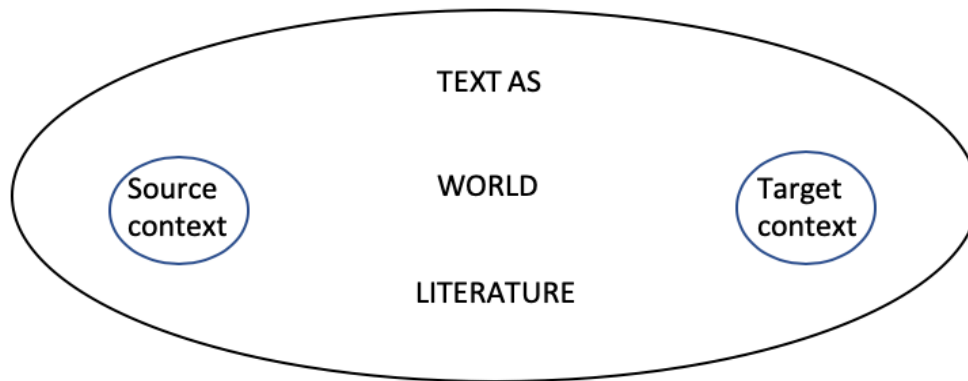 TEXT AS
Source
context
WORLD
Target
context
LITERATURE